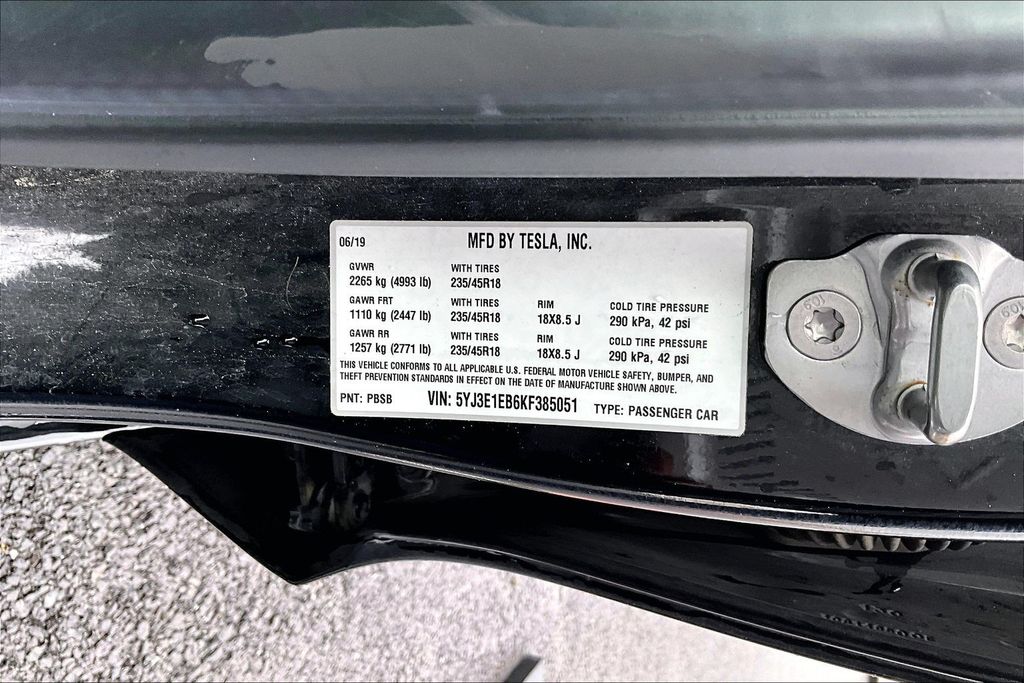 06/19 MFD BY TESLA, INC.
GVWR WITH TIRES
2265 kg (4993 lb) 235/45R18
GAWR FRT WITH TIRES RIM COLD TIRE PRESSURE
1110 kg (2447 lb) 235/45R18 18X8.5 J 290 kPa, 42 psi
GAWR RR WITH TIRES RIM COLD TIRE PRESSURE
1257 kg (2771 lb) 235/45R18 18X8.5 J 290 kPa, 42 psi
THIS VEHICLE CONFORMS TO ALL APPLICABLE U.S. FEDERAL MOTOR VEHICLE SAFETY, BUMPER, AND
THEFT PREVENTION STANDARDS IN EFFECT ON THE DATE OF MANUFACTURE SHOWN ABOVE.
PNT: PBSB VIN: 5YJ3E1EB6KF385051 TYPE: PASSENGER CAR